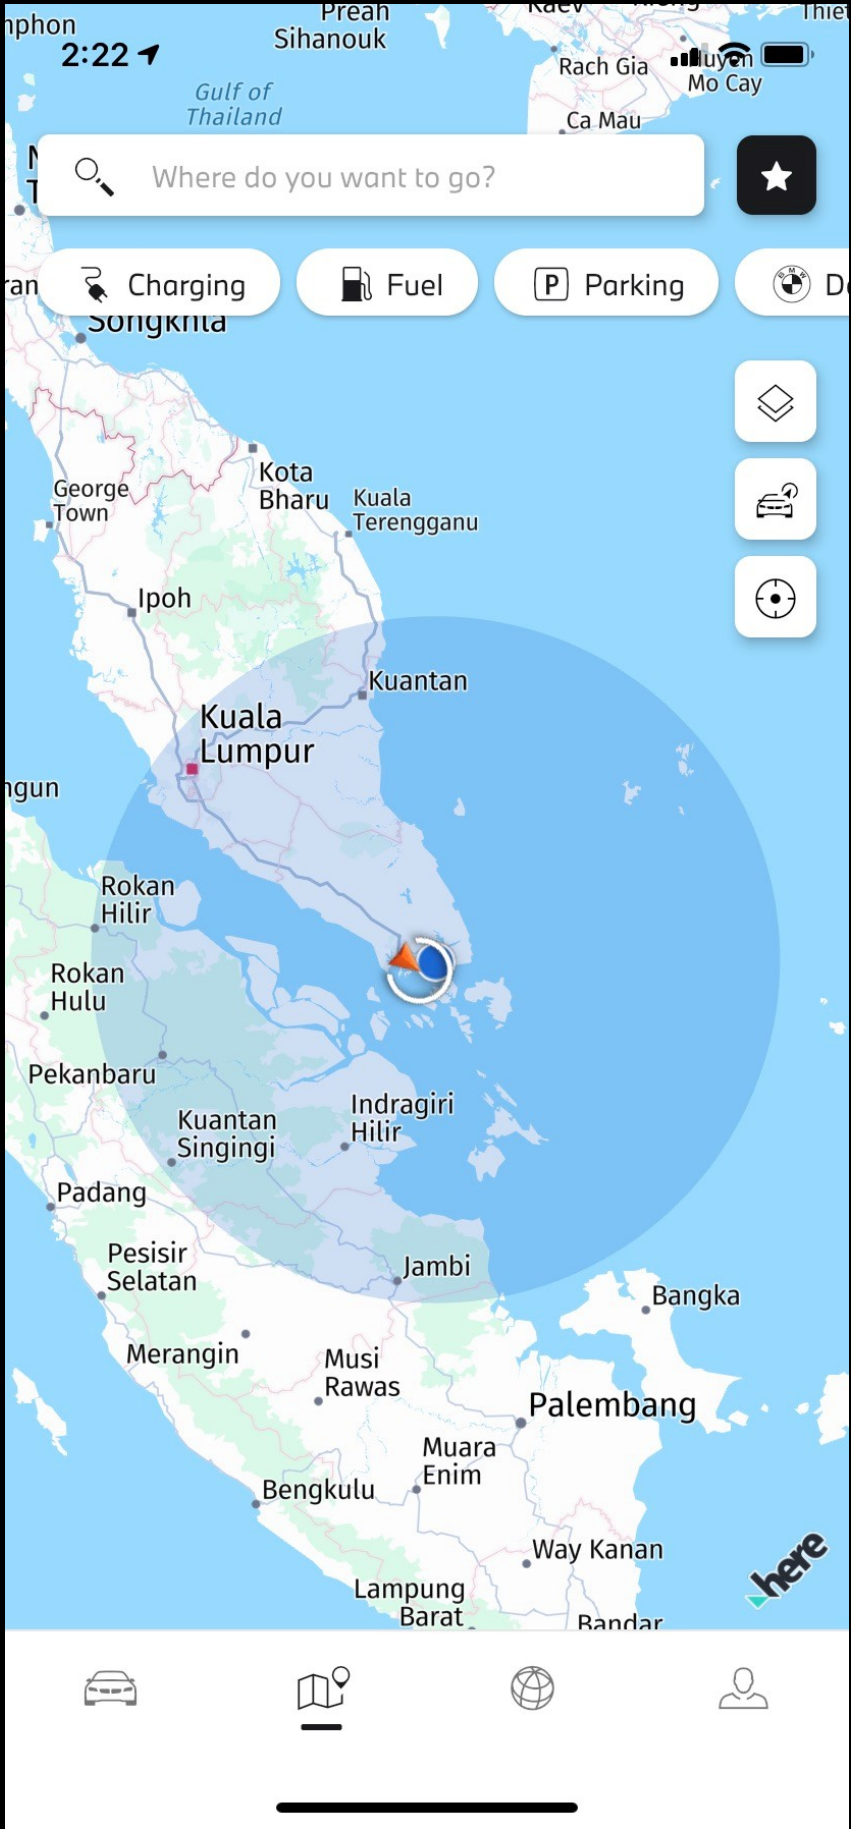 Preah
Sihanouk
2:22
Rach Gia
Mo Cay
Gulf of
Thailand
Ca Mau
Where do you want to go?
Charging
Fuel
P Parking
BMW
Songkhla
Kota
Bharu
George
Town
Kuala
Terengganu
Ipoh
Kuantan
Kuala
Lumpur
Rokan
Hilir
Rokan
Hulu
Pekanbaru
Indragiri
Hilir
Kuantan
Singingi
Padang
Pesisir
Selatan
Jambi
Bangka
Merangin
Musi
Rawas
Palembang
Muara
Enim
Bengkulu
Way Kanan
here
Lampung
Barat
Bandar